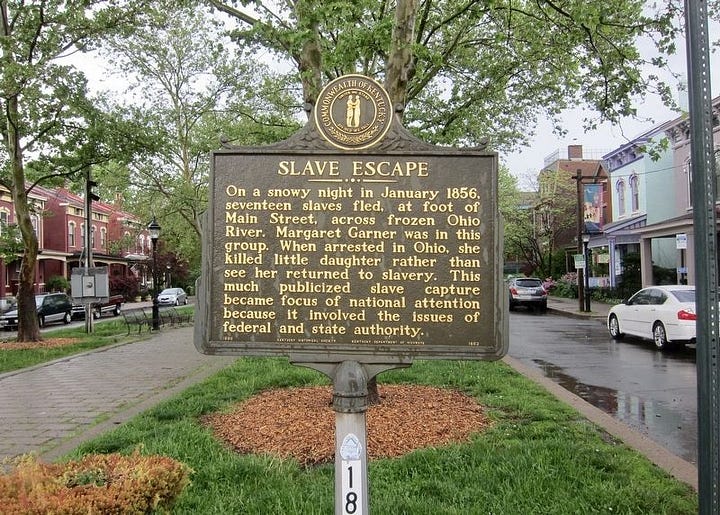 COMMONWEALTH OF KENTUCKY
SLAVE ESCAPE
On a snowy night in January 1856,
seventeen slaves fled, at foot of
Main Street, across frozen Ohio
River. Margaret Garner was in this
group. When arrested in Ohio, she
killed little daughter rather than
see her returned to slavery. This
much publicized slave capture
became focus of national attention
because it involved the issues of
federal and state authority.
KENTUCKY HISTORICAL SOCIETY KENTUCKY DEPARTMENT OF HIGHWAYS
18